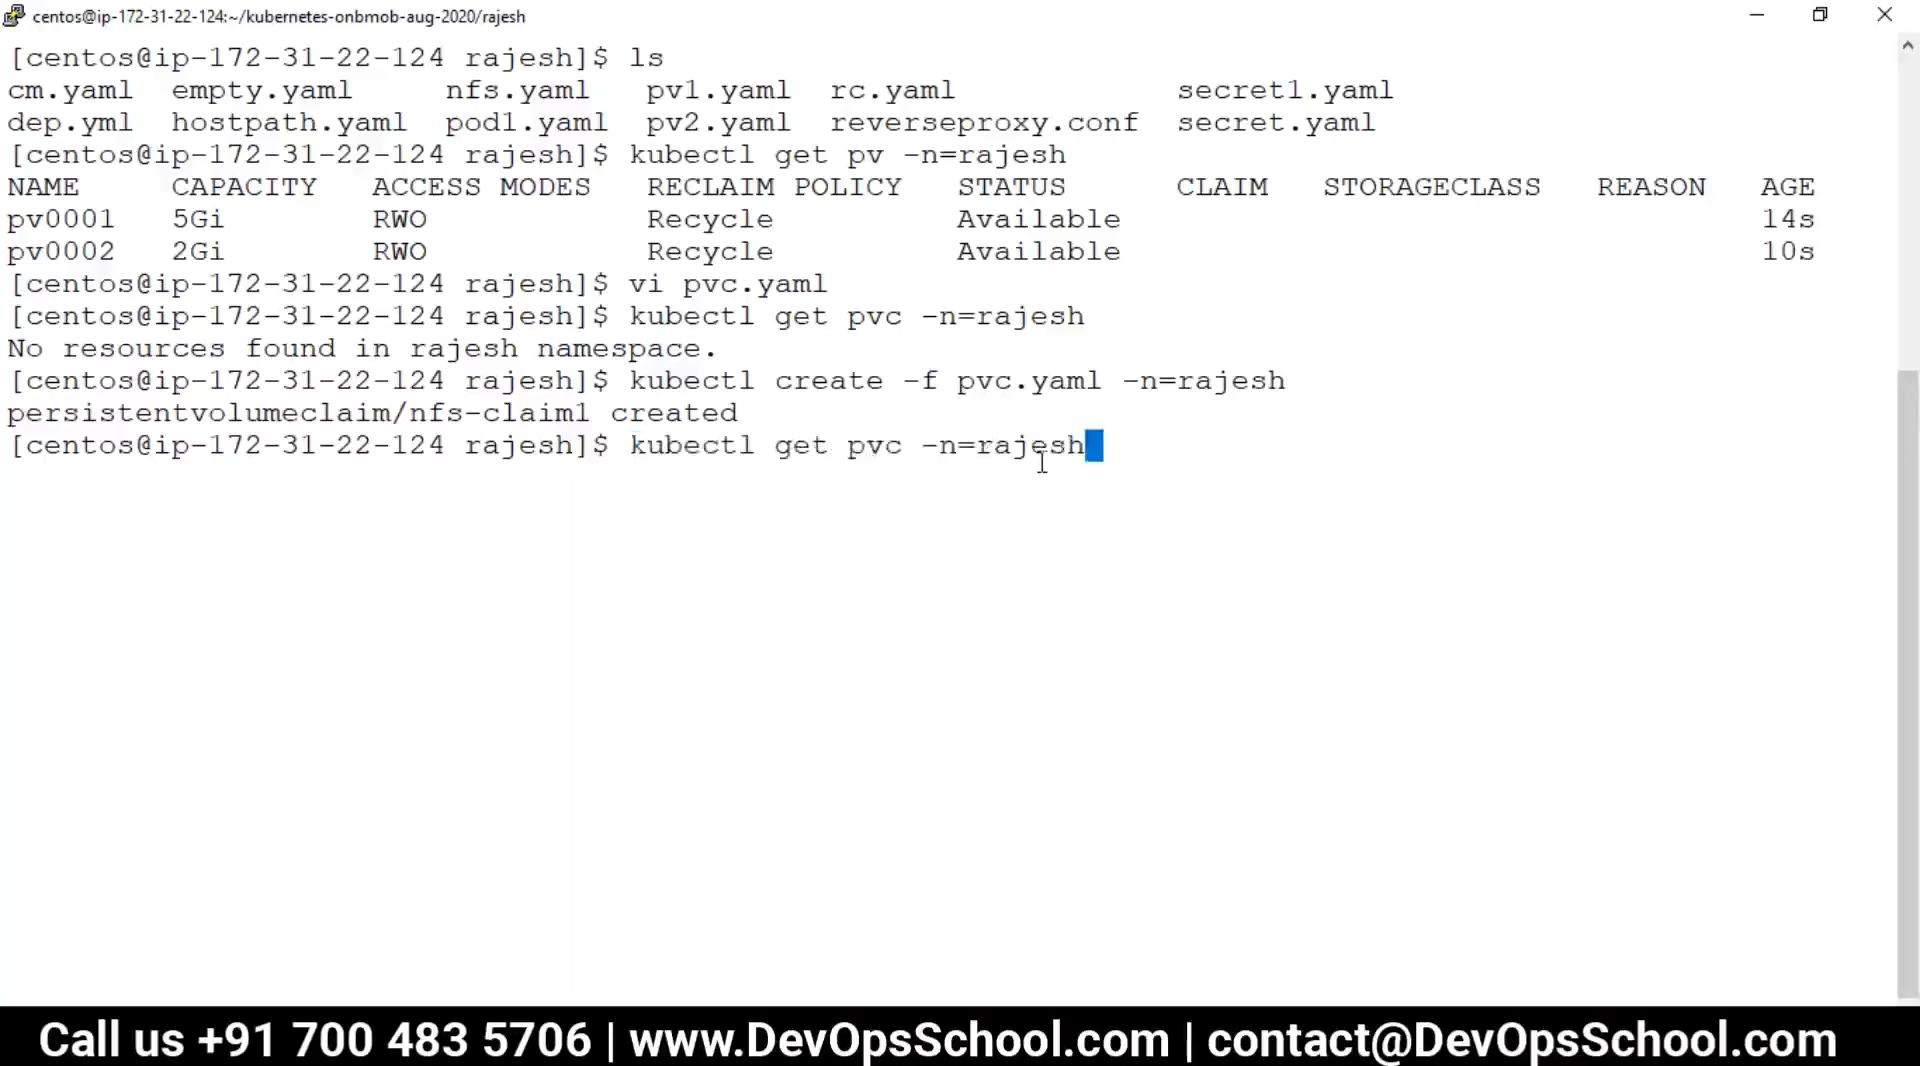 centos@ip-172-31-22-124:~/kubernetes-onbmob-aug-2020/rajesh
[centos@ip-172-31-22-124 rajesh]$ ls
cm.yaml empty.yaml nfs.yaml pv1.yaml rc.yaml secret1.yaml
dep.yml hostpath.yaml pod1.yaml pv2.yaml reverseproxy.conf secret.yaml
[centos@ip-172-31-22-124 rajesh]$ kubectl get pv -n=rajesh
NAME CAPACITY ACCESS MODES RECLAIM POLICY STATUS CLAIM STORAGECLASS REASON AGE
pv0001 5Gi RWO Recycle Available 14s
pv0002 2Gi RWO Recycle Available 10s
[centos@ip-172-31-22-124 rajesh]$ vi pvc.yaml
[centos@ip-172-31-22-124 rajesh]$ kubectl get pvc -n=rajesh
No resources found in rajesh namespace.
[centos@ip-172-31-22-124 rajesh]$ kubectl create -f pvc.yaml -n=rajesh
persistentvolumeclaim/nfs-claim1 created
[centos@ip-172-31-22-124 rajesh]$ kubectl get pvc -n=rajesh
Call us +91 700 483 5706 | www.DevOpsSchool.com | contact@DevOpsSchool.com